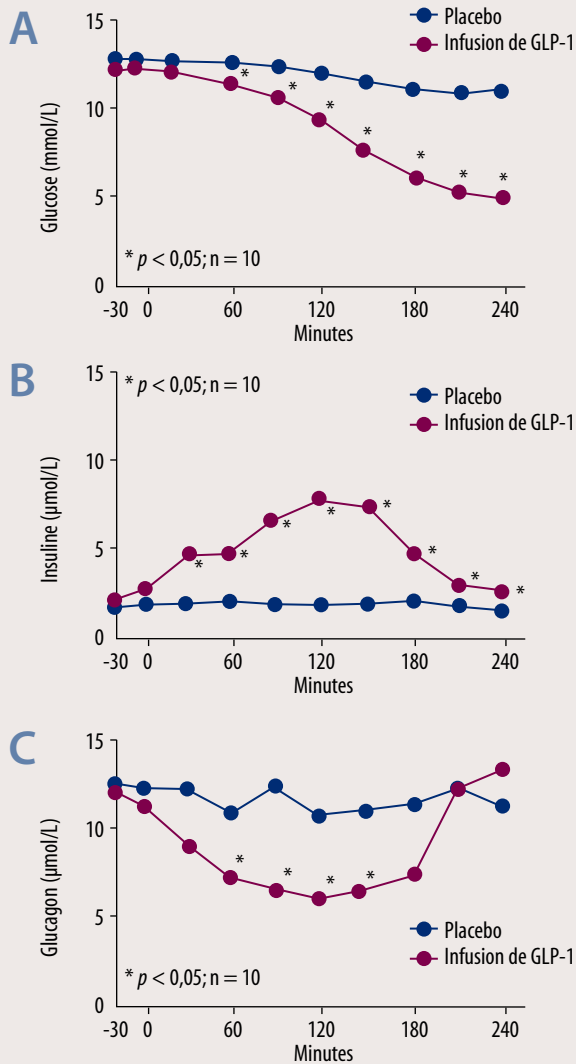 A
15
10
5
0
Glucose (mmol/L)
Placebo
Infusion de GLP-1
* * * * * * *
* p < 0,05; n = 10
-30 0 60 120 180 240
Minutes
B
15
10
5
0
Insuline (µmol/L)
* p < 0,05; n = 10
Placebo
Infusion de GLP-1
* * * * * * * *
-30 0 60 120 180 240
Minutes
C
15
10
5
0
Glucagon (µmol/L)
* * * *
Placebo
Infusion de GLP-1
* p < 0,05; n = 10
-30 0 60 120 180 240
Minutes